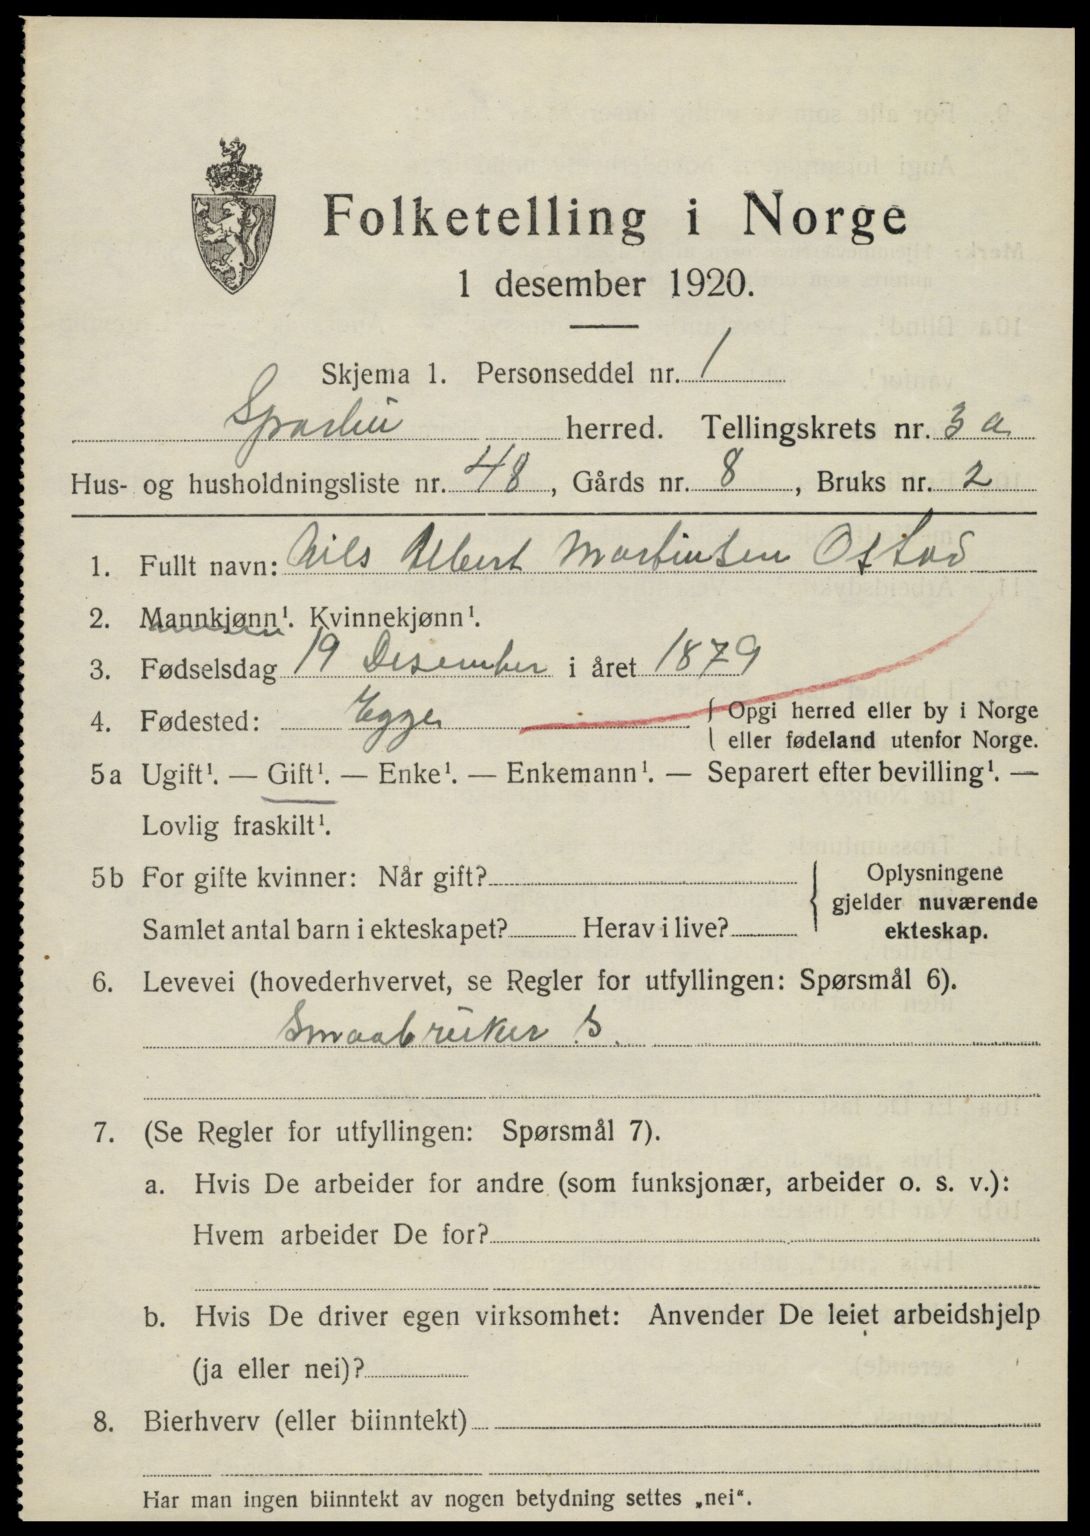 Folketelling i Norge
1 desember 1920.
Skjema 1. Personseddel nr. 1
Sparbu herred. Tellingskrets nr. 3 a
Hus- og husholdningsliste nr. 48, Gårds nr. 8, Bruks nr. 2
1. Fullt navn: Nils Albert Martinsen Ostad
2. Mannkjønn¹. Kvinnekjønn¹.
3. Fødselsdag 19 Desember i året 1879
4. Fødested: Egge { Opgi herred eller by i Norge
eller fødeland utenfor Norge.
5a Ugift¹. — Gift¹. — Enke¹. — Enkemann¹. — Separert efter bevilling¹. —
Lovlig fraskilt¹.
5b For gifte kvinner: Når gift? Oplysningene
gjelder nuværende
Samlet antal barn i ekteskapet? Herav i live? ekteskap.
6. Levevei (hovederhvervet, se Regler for utfyllingen: Spørsmål 6).
Smaabruker S.
7. (Se Regler for utfyllingen: Spørsmål 7).
a. Hvis De arbeider for andre (som funksjonær, arbeider o. s. v.):
Hvem arbeider De for?
b. Hvis De driver egen virksomhet: Anvender De leiet arbeidshjelp
(ja eller nei)?
8. Bierhverv (eller biinntekt)
Har man ingen biinntekt av nogen betydning settes „nei“.